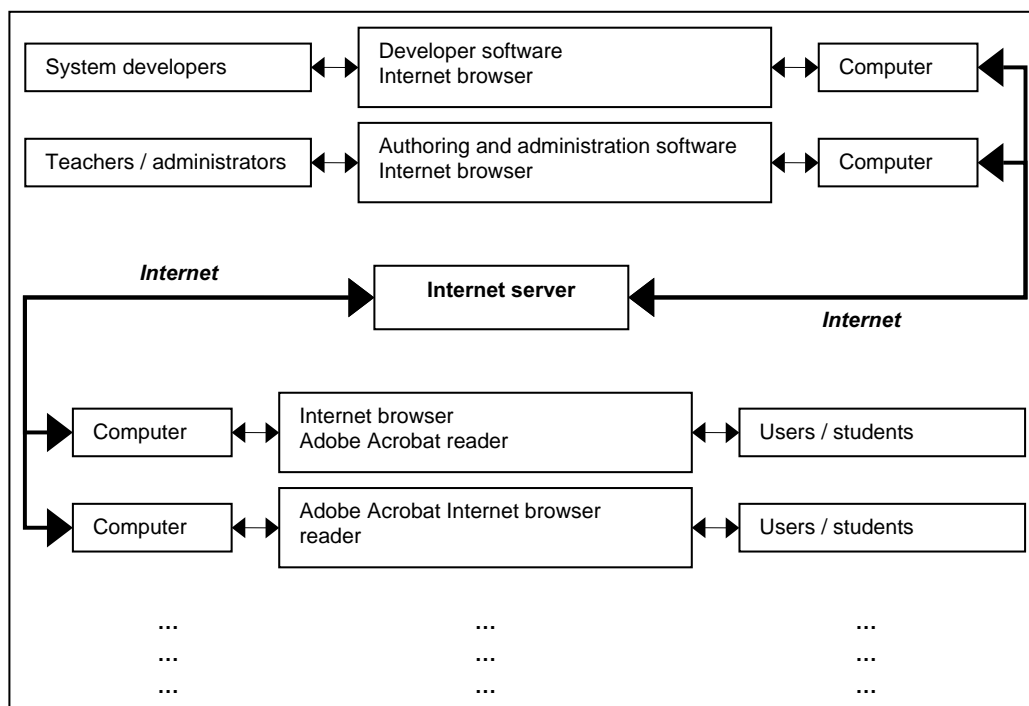 System developers
Developer software
Internet browser
Computer
Teachers / administrators
Authoring and administration software
Internet browser
Computer
Internet
Internet server
Internet
Computer
Internet browser
Adobe Acrobat reader
Users / students
Computer
Adobe Acrobat Internet browser
reader
Users / students
... ... ...
... ... ...
... ... ...